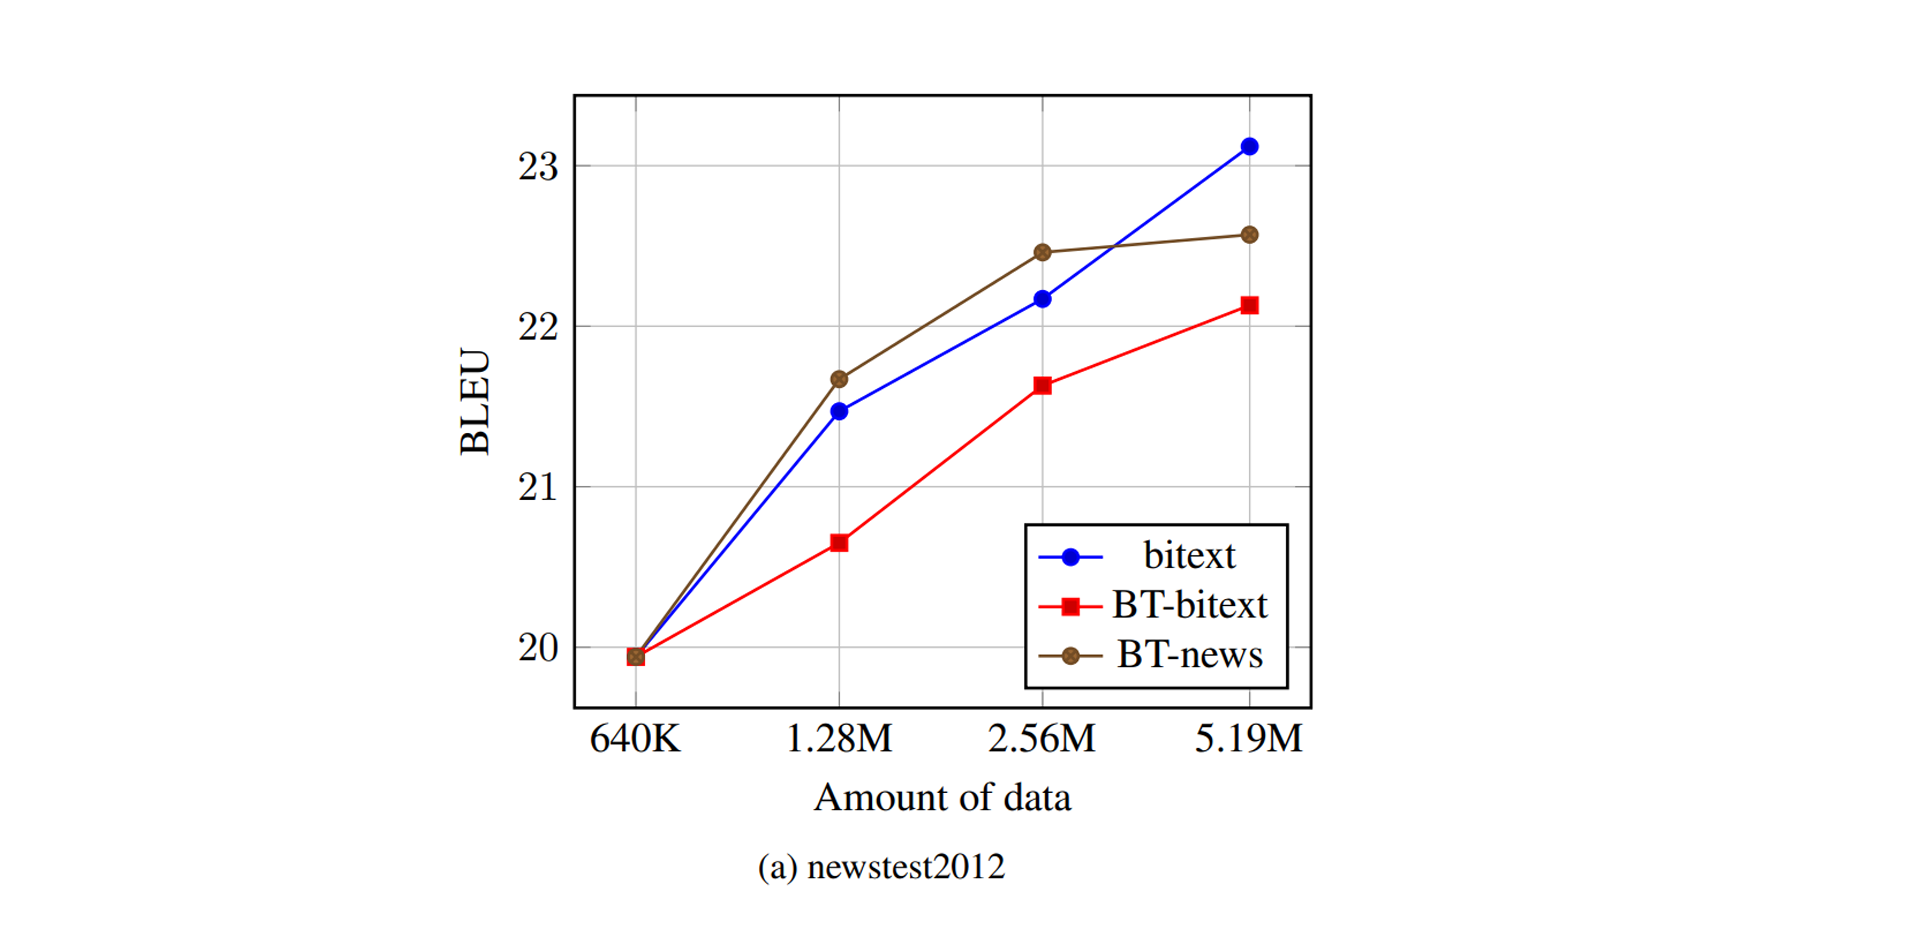 23
22
21
20
BLEU
bitext
BT-bitext
BT-news
640K 1.28M 2.56M 5.19M
Amount of data
(a) newstest2012